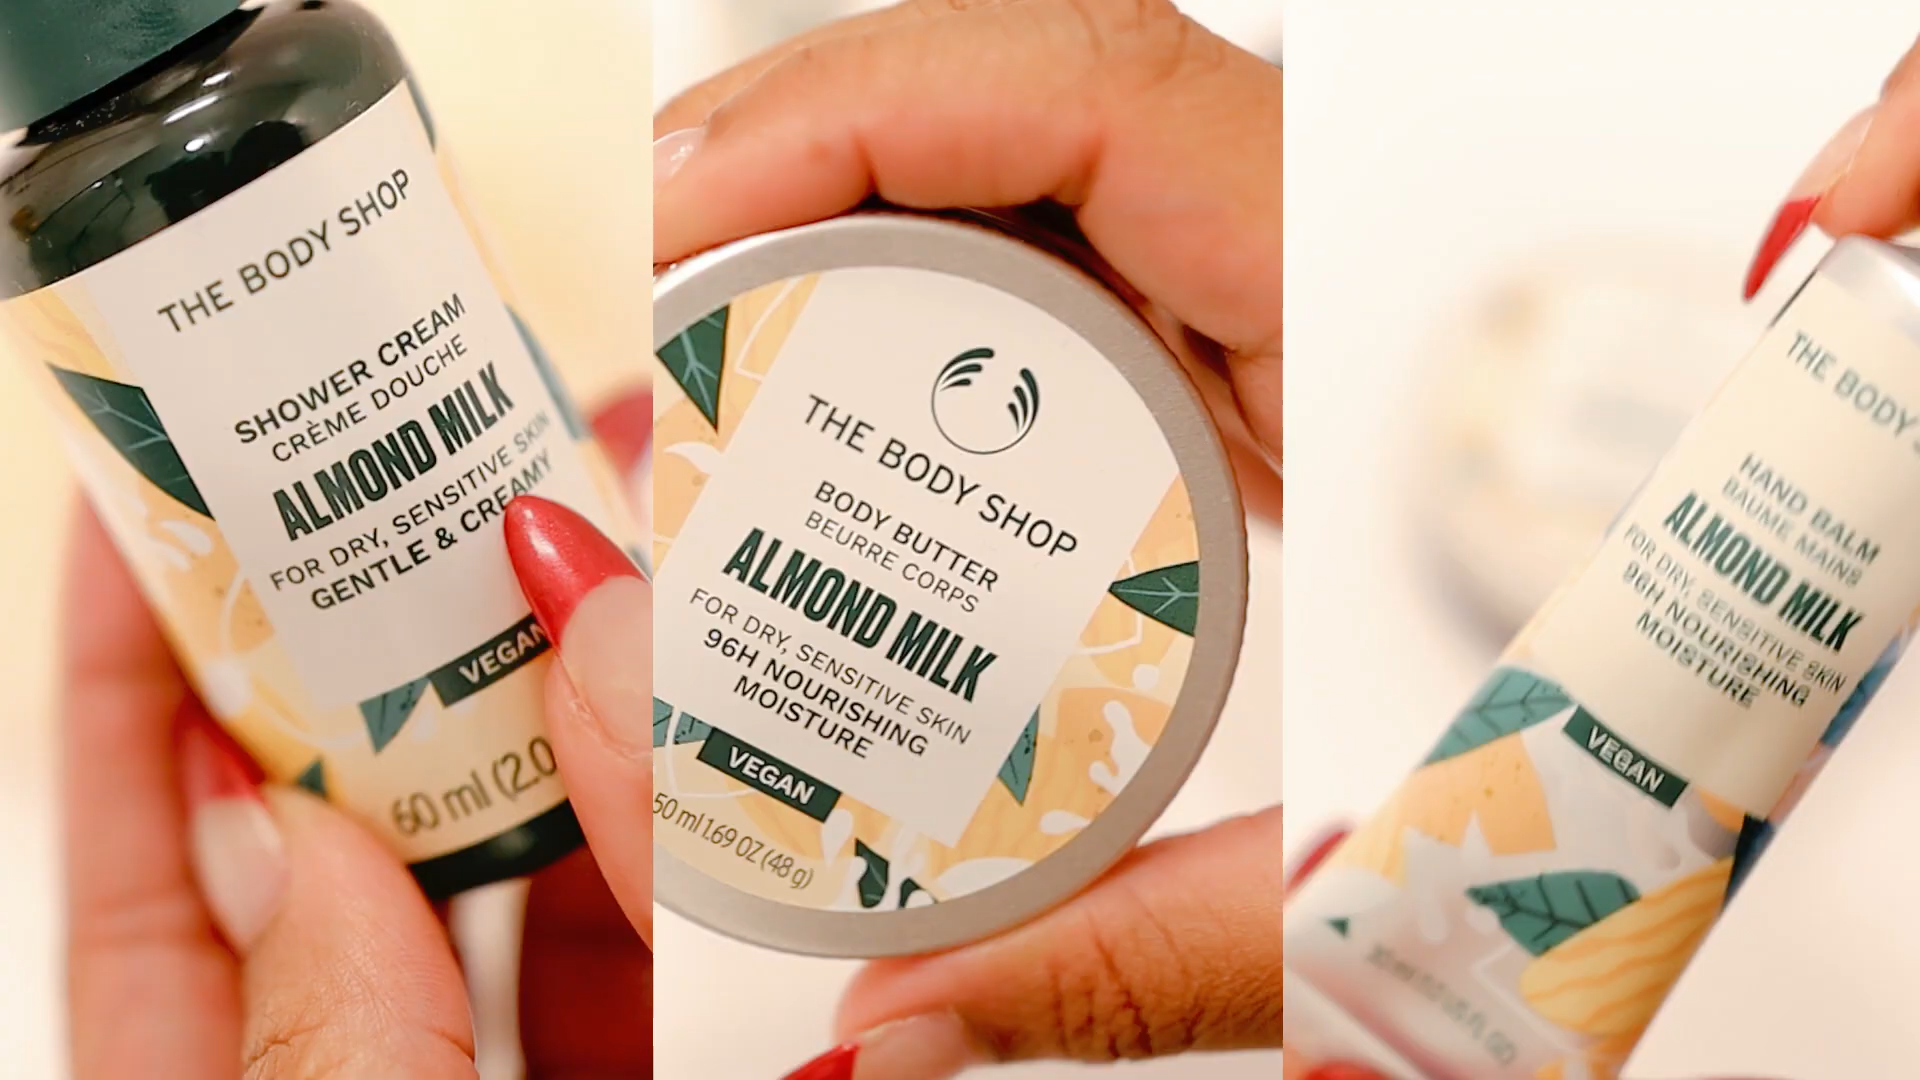 THE BODY SHOP
SHOWER CREAM
CRÈME DOUCHE
ALMOND MILK
FOR DRY, SENSITIVE SKIN
GENTLE & CREAMY
VEGAN
60 ml (2.0
THE BODY SHOP
BODY BUTTER
BEURRE CORPS
ALMOND MILK
FOR DRY, SENSITIVE SKIN
96H NOURISHING
MOISTURE
VEGAN
50 ml 1.69 OZ (48 g)
THE BODY
HAND BALM
BAUME MAINS
ALMOND MILK
FOR DRY, SENSITIVE SKIN
96H NOURISHING
MOISTURE
VEGAN